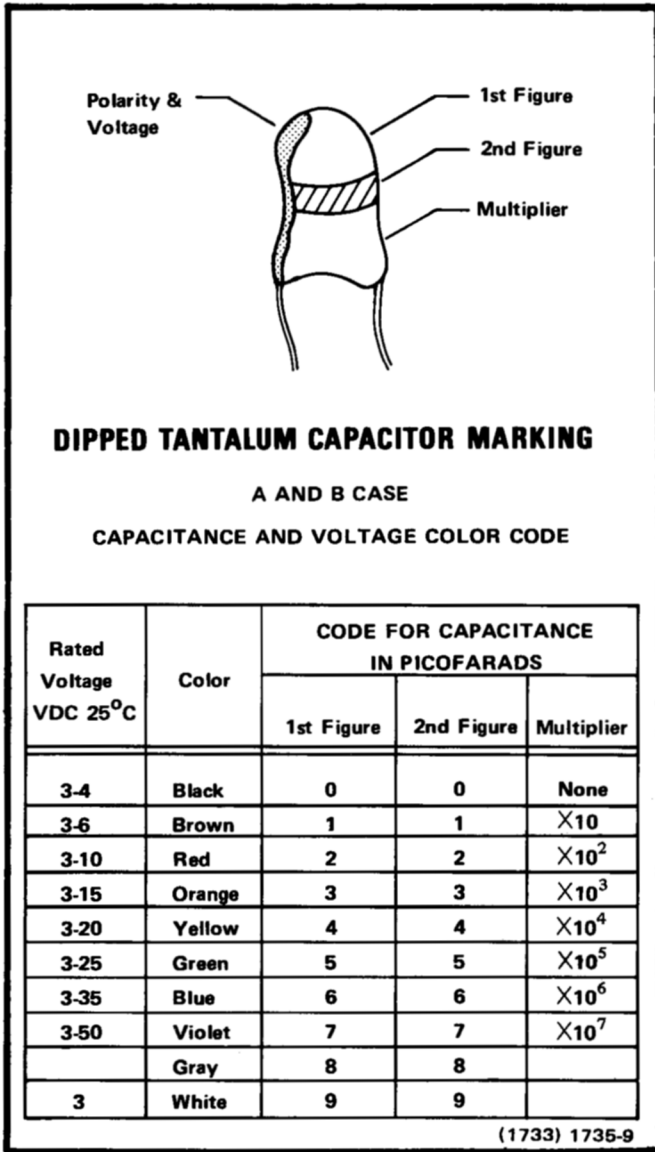 Polarity & Voltage
1st Figure
2nd Figure
Multiplier
DIPPED TANTALUM CAPACITOR MARKING
A AND B CASE
CAPACITANCE AND VOLTAGE COLOR CODE
Rated Voltage VDC 25°C Color CODE FOR CAPACITANCE IN PICOFARADS
1st Figure 2nd Figure Multiplier
3-4 Black 0 0 None
3-6 Brown 1 1 X10
3-10 Red 2 2 X10²
3-15 Orange 3 3 X10³
3-20 Yellow 4 4 X10⁴
3-25 Green 5 5 X10⁵
3-35 Blue 6 6 X10⁶
3-50 Violet 7 7 X10⁷
Gray 8 8
3 White 9 9
(1733) 1735-9